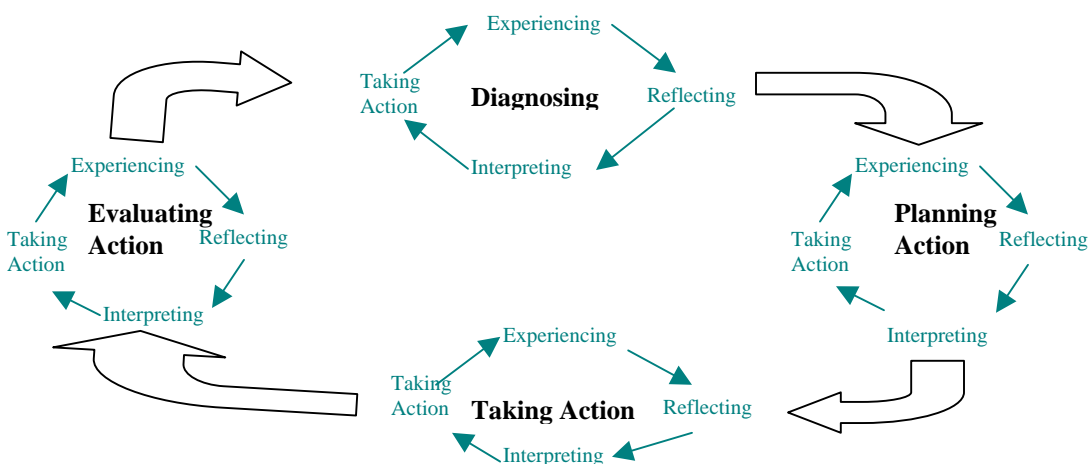 Experiencing
Taking
Action
Diagnosing
Reflecting
Interpreting
Experiencing
Planning
Action
Taking
Action
Reflecting
Interpreting
Experiencing
Taking
Action
Taking Action
Reflecting
Interpreting
Experiencing
Evaluating
Action
Taking
Action
Reflecting
Interpreting